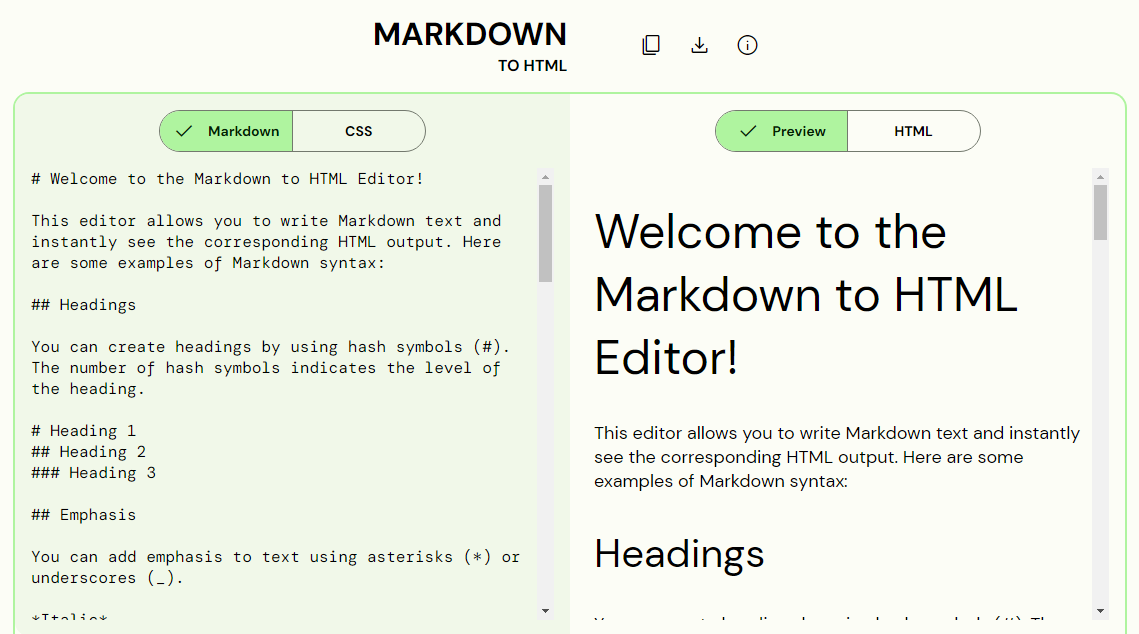 MARKDOWN
TO HTML
Markdown
CSS
# Welcome to the Markdown to HTML Editor!
This editor allows you to write Markdown text and
instantly see the corresponding HTML output. Here
are some examples of Markdown syntax:
## Headings
You can create headings by using hash symbols (#).
The number of hash symbols indicates the level of
the heading.
# Heading 1
## Heading 2
### Heading 3
## Emphasis
You can add emphasis to text using asterisks (*) or
underscores (_).
*Italic*
Preview
HTML
Welcome to the
Markdown to HTML
Editor!
This editor allows you to write Markdown text and instantly
see the corresponding HTML output. Here are some
examples of Markdown syntax:
Headings